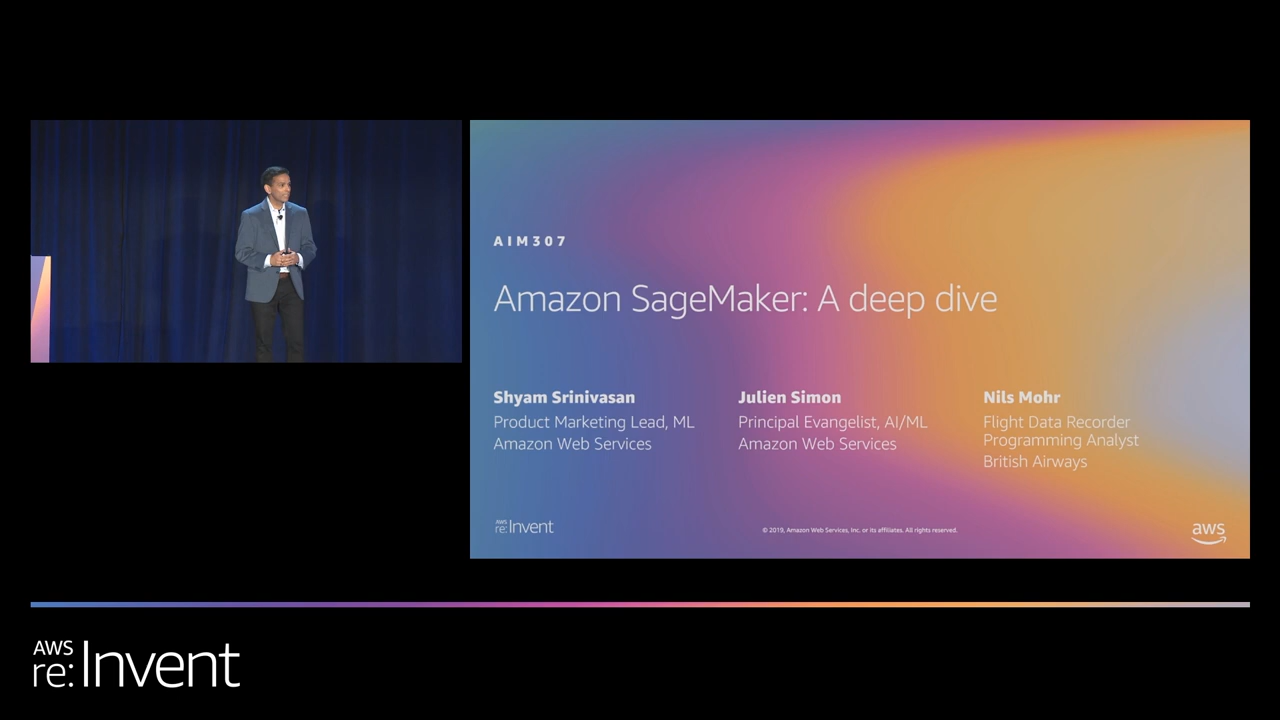 AIM307
Amazon SageMaker: A deep dive
Shyam Srinivasan
Product Marketing Lead, ML
Amazon Web Services
Julien Simon
Principal Evangelist, AI/ML
Amazon Web Services
Nils Mohr
Flight Data Recorder
Programming Analyst
British Airways
AWS
re:Invent
© 2019, Amazon Web Services, Inc. or its affiliates. All rights reserved.
aws
AWS
re:Invent